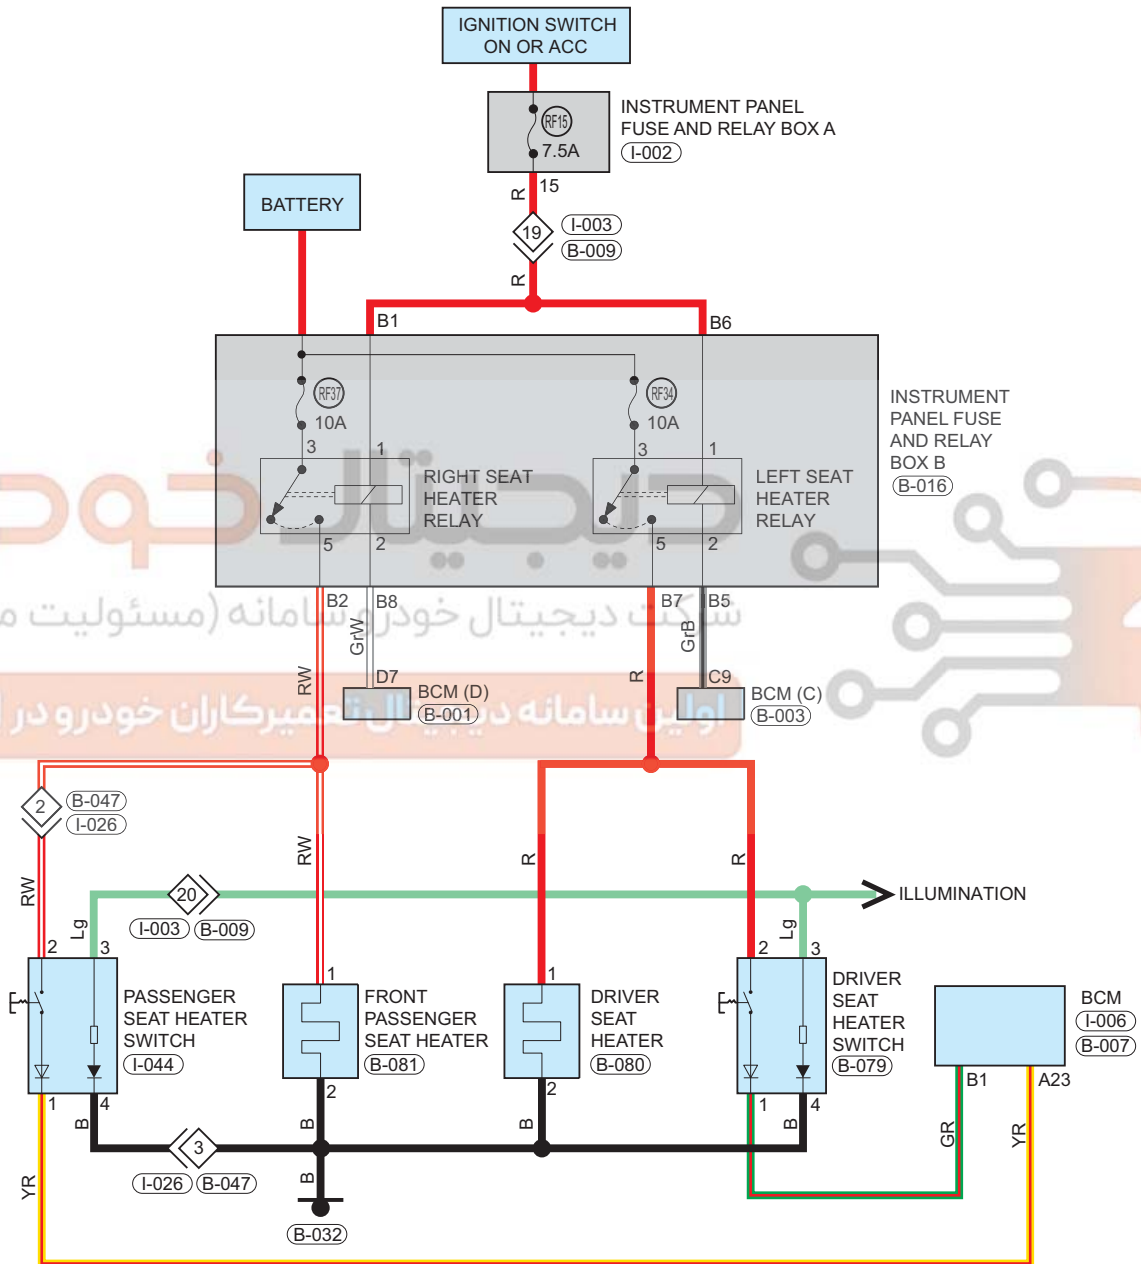 IGNITION SWITCH
ON OR ACC
RF15
7.5A
INSTRUMENT PANEL
FUSE AND RELAY BOX A
I-002
15
R
BATTERY
19
I-003
B-009
R
B1
B6
RF37
10A
RF34
10A
INSTRUMENT
PANEL FUSE
AND RELAY
BOX B
B-016
3
1
3
1
RIGHT SEAT
HEATER
RELAY
LEFT SEAT
HEATER
RELAY
5
2
5
2
دیجیتال خودرو
B2
B8
B7
B5
شرکت دیجیتال خودرو سامانه (مسئولیت
RW
GrW
R
GrB
D7
BCM (D)
B-001
C9
BCM (C)
B-003
اولین سامانه دیجیتال تعمیرکاران خودرو در
2
B-047
I-026
RW
RW
R
R
20
I-003
B-009
ILLUMINATION
Lg
Lg
2
3
1
1
2
3
PASSENGER
SEAT HEATER
SWITCH
I-044
FRONT
PASSENGER
SEAT HEATER
B-081
DRIVER
SEAT
HEATER
B-080
DRIVER
SEAT
HEATER
SWITCH
B-079
BCM
I-006
B-007
1
4
2
2
1
4
B1
A23
B
B
B
B
GR
YR
3
I-026
B-047
YR
B
B-032